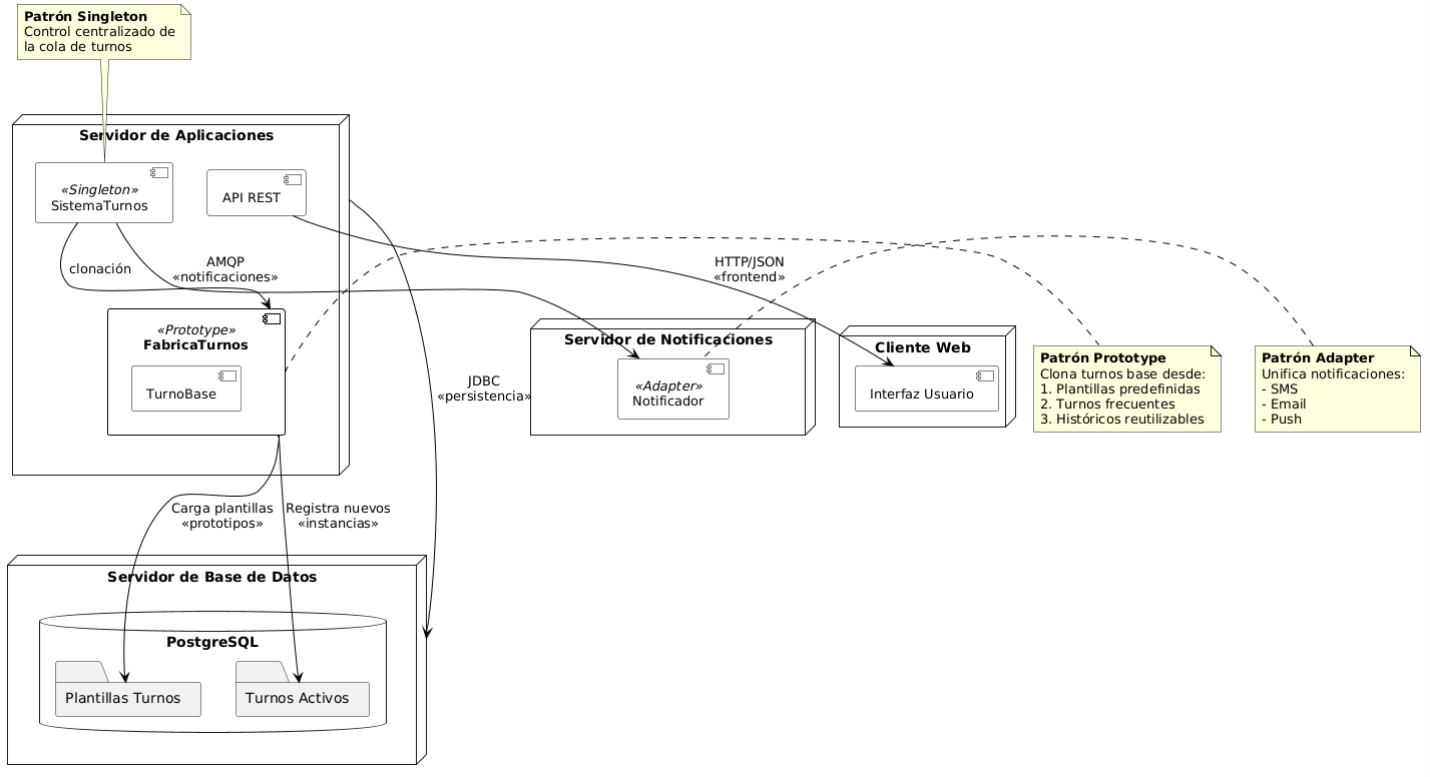 Patrón Singleton
Control centralizado de
la cola de turnos
Servidor de Aplicaciones
«Singleton»
SistemaTurnos
API REST
clonación
AMQP
«notificaciones»
HTTP/JSON
«frontend»
«Prototype»
FabricaTurnos
TurnoBase
JDBC
«persistencia»
Servidor de Notificaciones
«Adapter»
Notificador
Cliente Web
Interfaz Usuario
Patrón Prototype
Clona turnos base desde:
1. Plantillas predefinidas
2. Turnos frecuentes
3. Históricos reutilizables
Patrón Adapter
Unifica notificaciones:
- SMS
- Email
- Push
Carga plantillas
«prototipos»
Registra nuevos
«instancias»
Servidor de Base de Datos
PostgreSQL
Plantillas Turnos
Turnos Activos